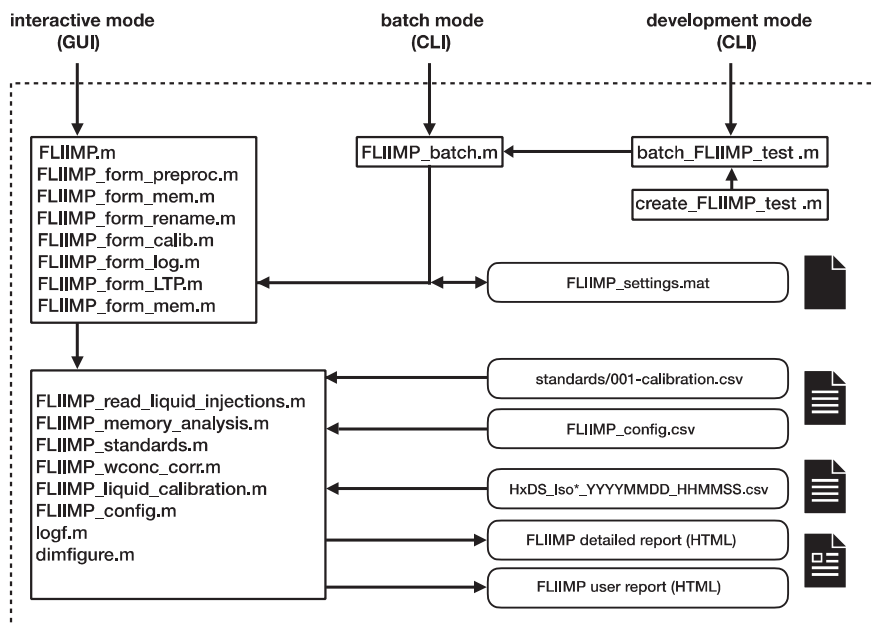 interactive mode
(GUI)
batch mode
(CLI)
development mode
(CLI)
FLIIMP.m
FLIIMP_form_preproc.m
FLIIMP_form_mem.m
FLIIMP_form_rename.m
FLIIMP_form_calib.m
FLIIMP_form_log.m
FLIIMP_form_LTP.m
FLIIMP_form_mem.m
FLIIMP_batch.m
batch_FLIIMP_test .m
create_FLIIMP_test .m
FLIIMP_settings.mat
FLIIMP_read_liquid_injections.m
FLIIMP_memory_analysis.m
FLIIMP_standards.m
FLIIMP_wconc_corr.m
FLIIMP_liquid_calibration.m
FLIIMP_config.m
logf.m
dimfigure.m
standards/001-calibration.csv
FLIIMP_config.csv
HxDS_Iso*_YYYYMMDD_HHMMSS.csv
FLIIMP detailed report (HTML)
FLIIMP user report (HTML)